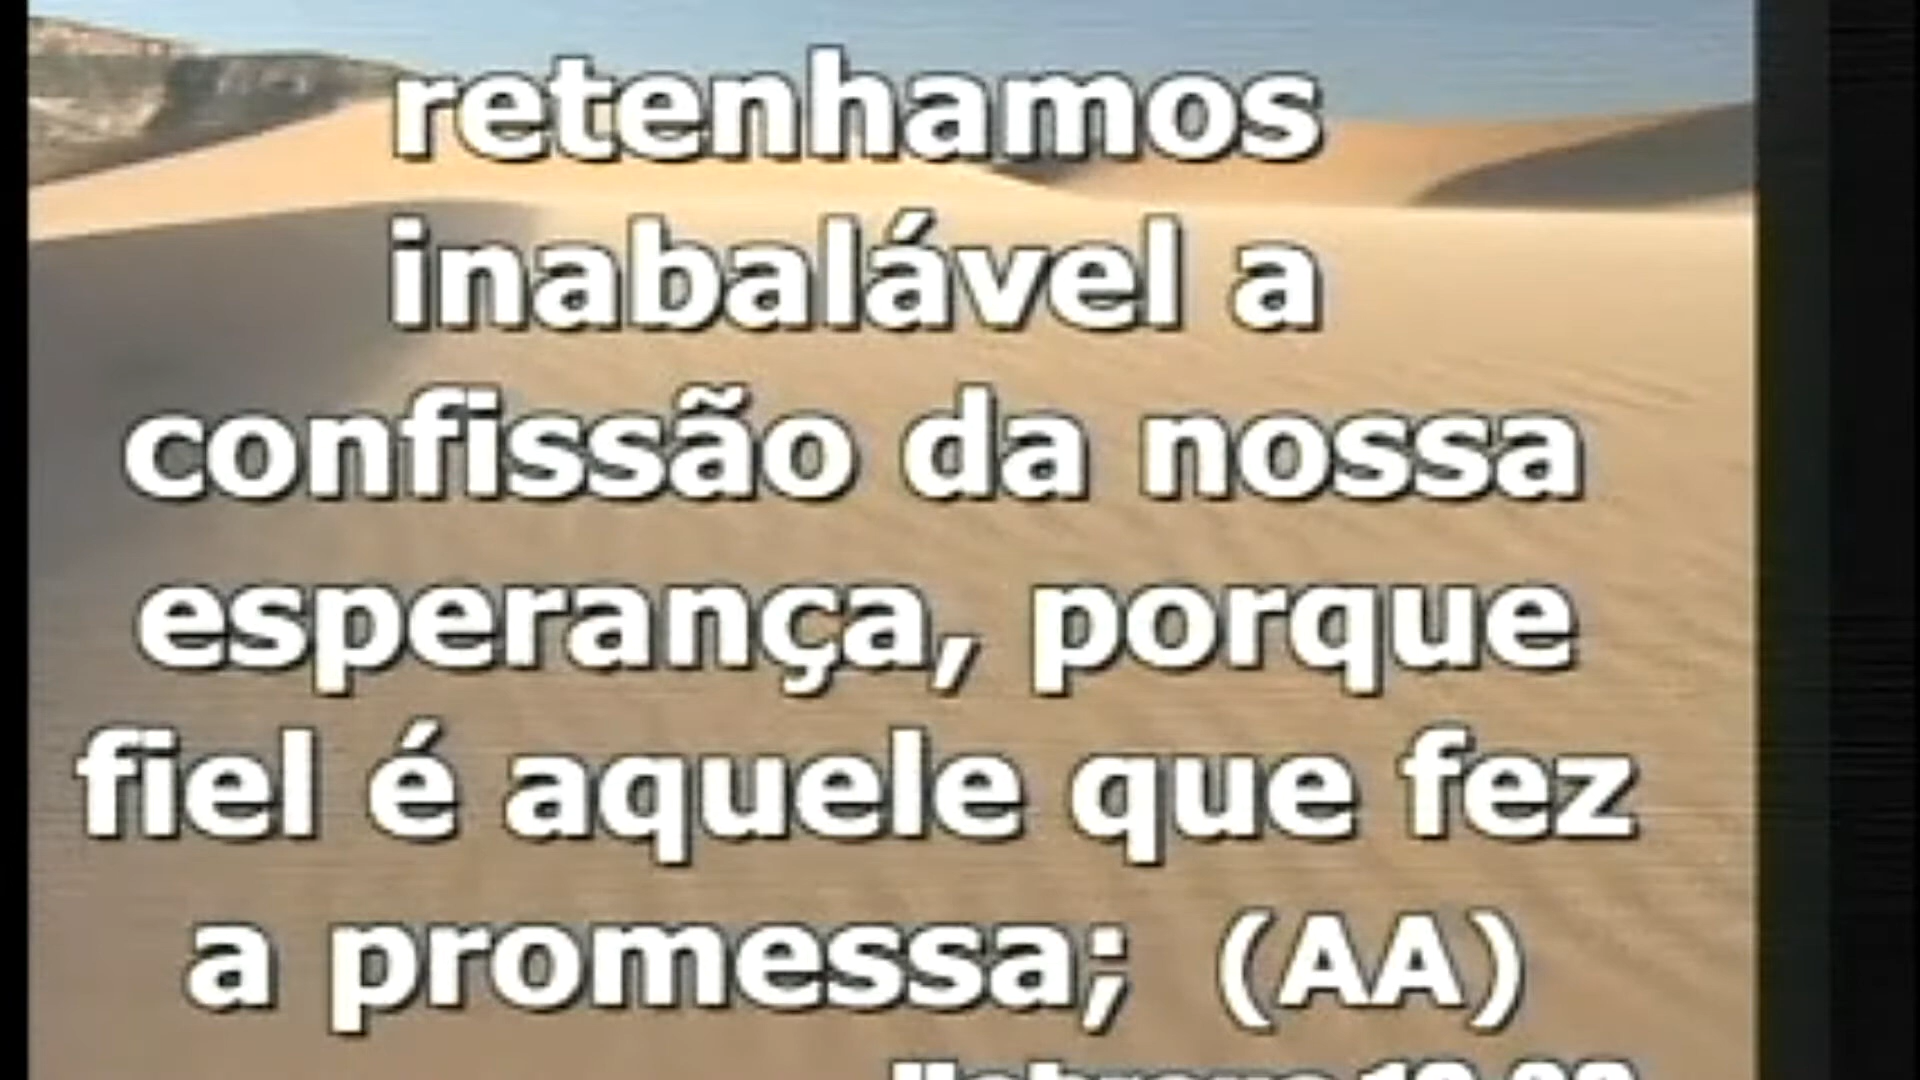 retenhamos
inabalável a
confissão da nossa
esperança, porque
fiel é aquele que fez
a promessa; (AA)